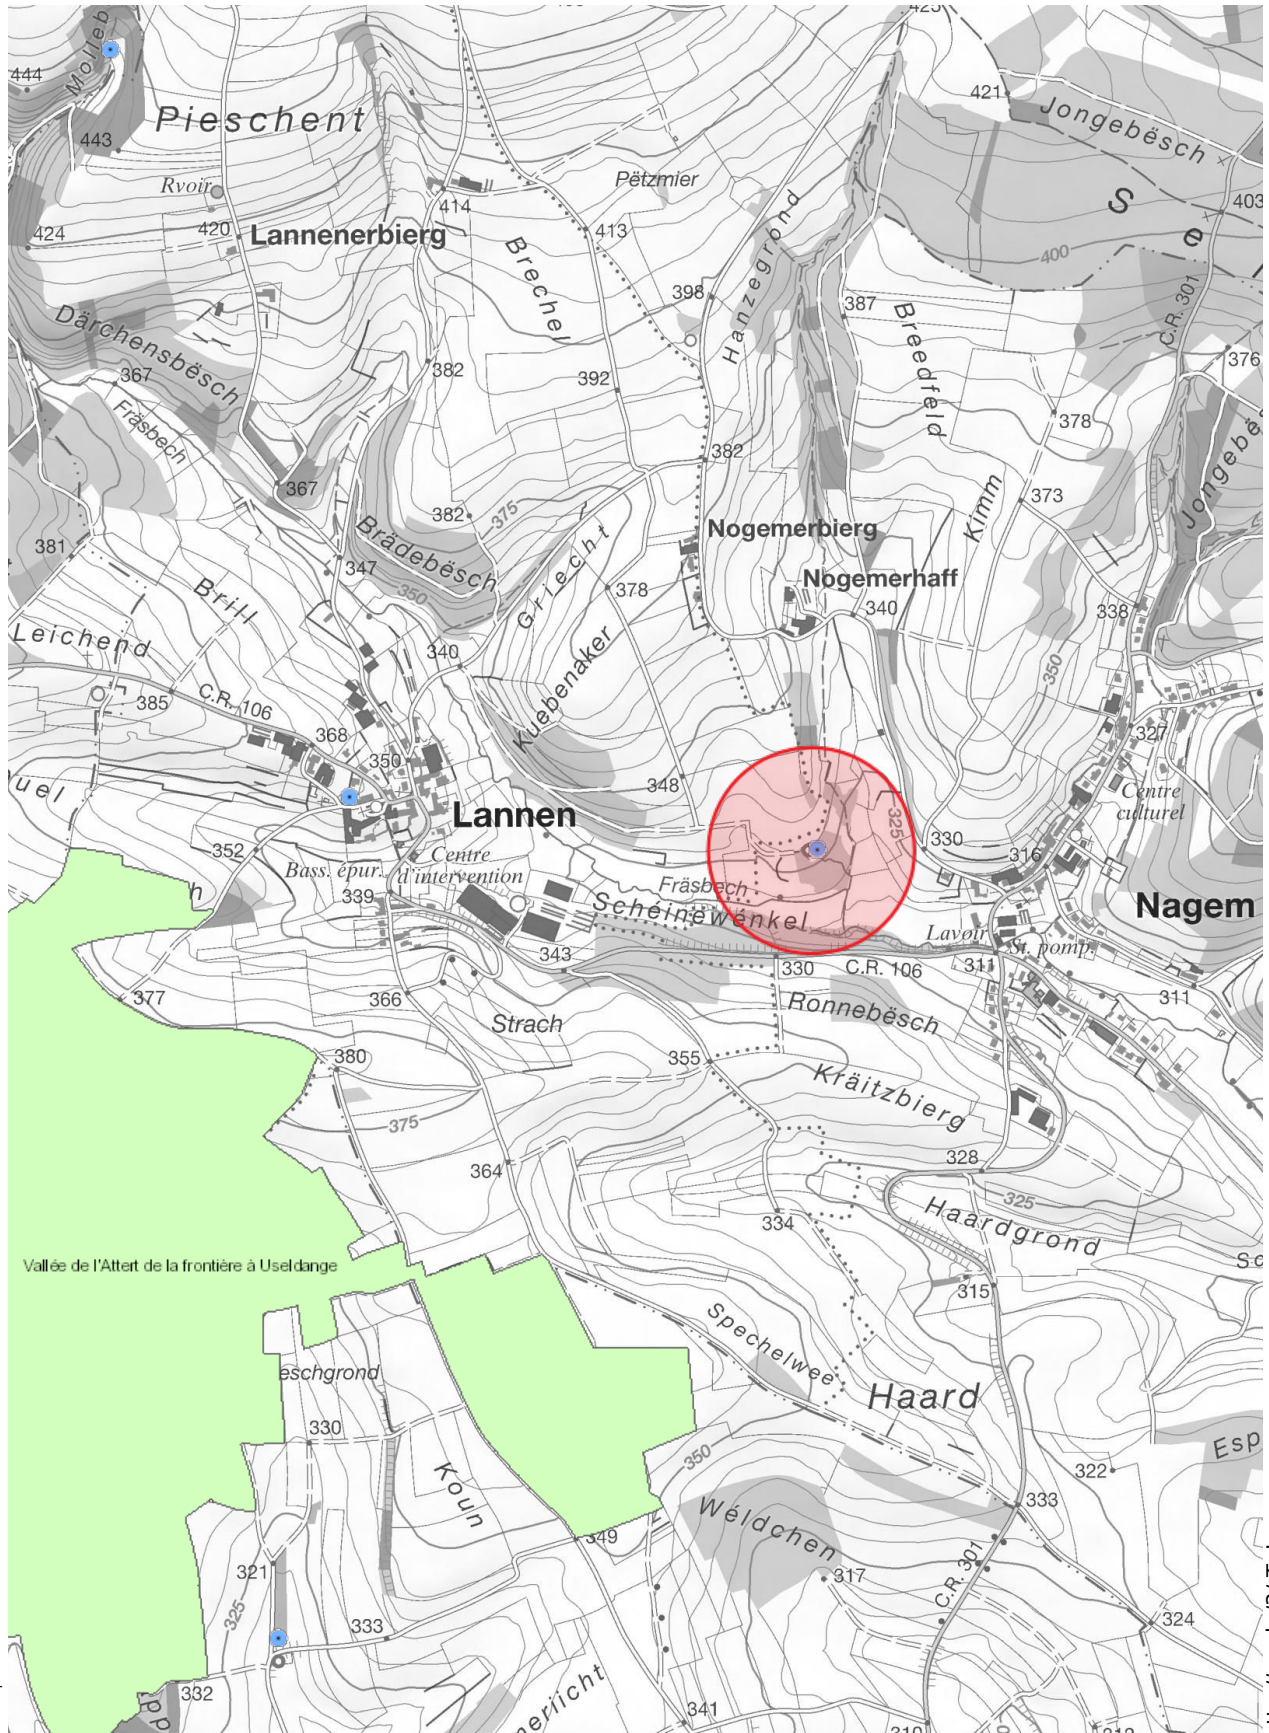 425
Molleb
444
421
Jongebësch
Pieschent
443
Rvoir
Pëtzmier
414
S
403
420
Lannenerbierg
413
Hanzegrond
e
424
400
Brechel
398
387
C.R. 301
Breedfeld
Därchensbësch
367
382
392
376
Fräsbech
378
Jongebë
382
367
382
375
373
Kimm
Nogemerbierg
381
Brädebësch
347
Griecht
Nogemerhaff
378
350
Brill
340
338
Leichend
Kuebenaker
340
350
385
C.R. 106
368
327
350
348
Centre
culturel
uel
Lannen
325
330
352
Centre
d'intervention
Bass. épur.
316
h
339
Fräsbech
Schéinewénkel
Nagem
Lavoir
St. pomp.
343
330
C.R. 106
311
377
366
311
Ronnebësch
Strach
380
355
Kräitzbierg
375
364
328
325
334
Haardgrond
Vallée de l'Attert de la frontière à Useldange
315
Spechelwee
eschgrond
Haard
330
350
Esp
Koun
322
333
Wéldchen
349
321
317
C.R. 301
325
333
324
332
341